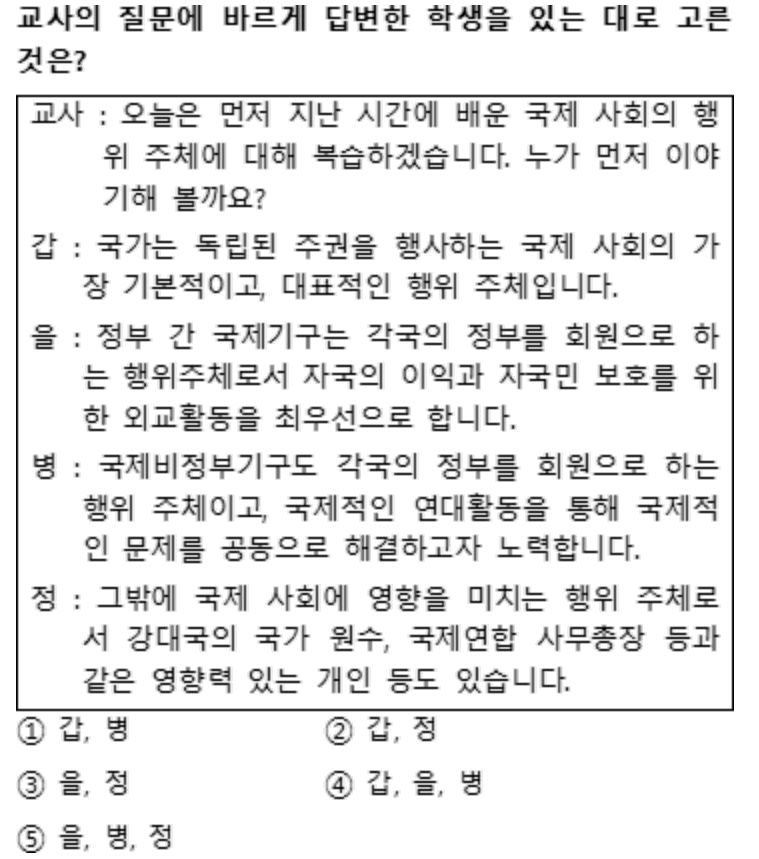 교사의 질문에 바르게 답변한 학생을 있는 대로 고른
것은?
교사 : 오늘은 먼저 지난 시간에 배운 국제 사회의 행
위 주체에 대해 복습하겠습니다. 누가 먼저 이야
기해 볼까요?
갑 : 국가는 독립된 주권을 행사하는 국제 사회의 가
장 기본적이고, 대표적인 행위 주체입니다.
을 : 정부 간 국제기구는 각국의 정부를 회원으로 하
는 행위주체로서 자국의 이익과 자국민 보호를 위
한 외교활동을 최우선으로 합니다.
병 : 국제비정부기구도 각국의 정부를 회원으로 하는
행위 주체이고, 국제적인 연대활동을 통해 국제적
인 문제를 공동으로 해결하고자 노력합니다.
정 : 그밖에 국제 사회에 영향을 미치는 행위 주체로
서 강대국의 국가 원수, 국제연합 사무총장 등과
같은 영향력 있는 개인 등도 있습니다.
① 갑, 병 ② 갑, 정
③ 을, 정 ④ 갑, 을, 병
⑤ 을, 병, 정